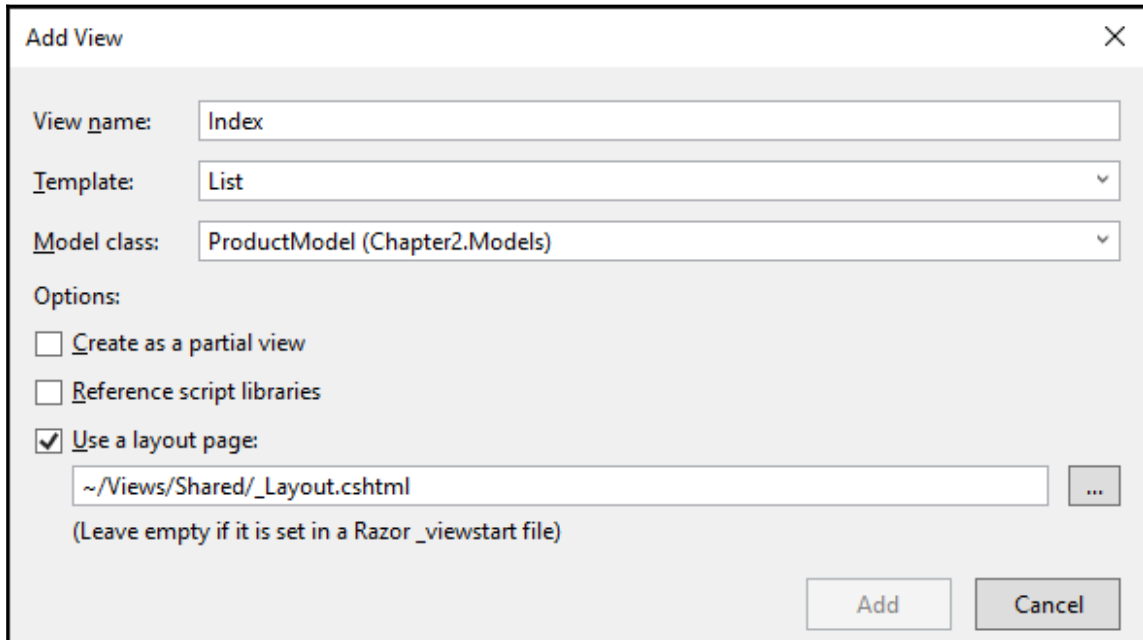 Add View
View name: Index
Template: List
Model class: ProductModel (Chapter2.Models)
Options:
Create as a partial view
Reference script libraries
Use a layout page:
~/Views/Shared/_Layout.cshtml ...
(Leave empty if it is set in a Razor _viewstart file)
Add Cancel